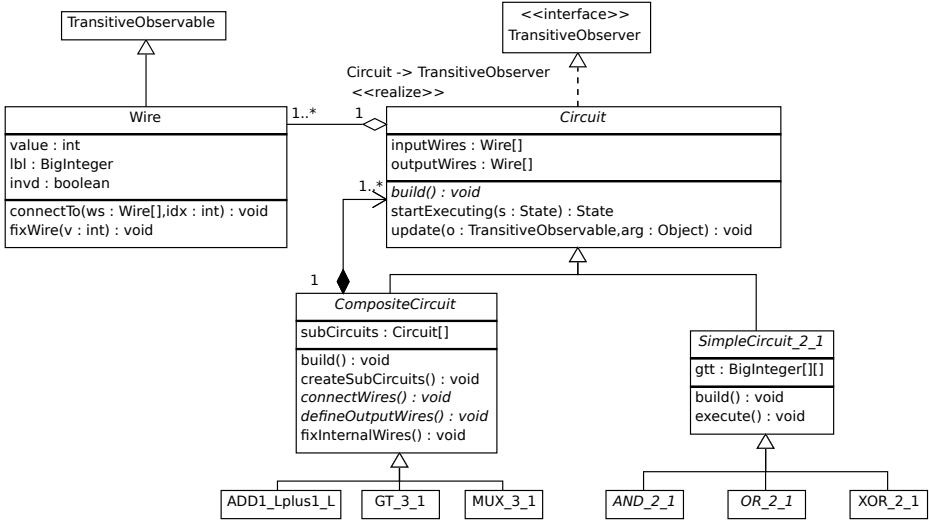 TransitiveObservable
<<interface>>
TransitiveObserver
Circuit -> TransitiveObserver
<<realize>>
Wire
value : int
lbl : BigInteger
invd : boolean
connectTo(ws : Wire[],idx : int) : void
fixWire(v : int) : void
1..*
1
Circuit
inputWires : Wire[]
outputWires : Wire[]
build() : void
startExecuting(s : State) : State
update(o : TransitiveObservable,arg : Object) : void
1..*
1
CompositeCircuit
subCircuits : Circuit[]
build() : void
createSubCircuits() : void
connectWires() : void
defineOutputWires() : void
fixInternalWires() : void
SimpleCircuit_2_1
gtt : BigInteger[][]
build() : void
execute() : void
ADD1_Lplus1_L
GT_3_1
MUX_3_1
AND_2_1
OR_2_1
XOR_2_1